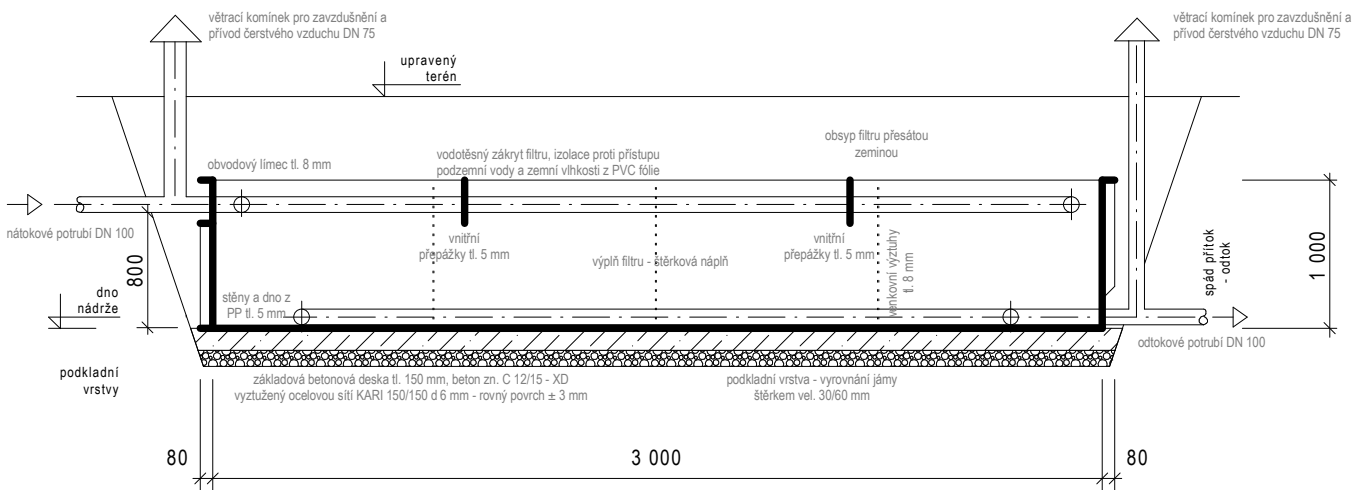 větrací komínek pro zavzdušnění a
přívod čerstvého vzduchu DN 75
větrací komínek pro zavzdušnění a
přívod čerstvého vzduchu DN 75
upravený
terén
obvodový límec tl. 8 mm
vodotěsný zákryt filtru, izolace proti přístupu
podzemní vody a zemní vlhkosti z PVC fólie
obsyp filtru přesátou
zeminou
nátokové potrubí DN 100
800
vnitřní
přepážky tl. 5 mm
výplň filtru - štěrková náplň
vnitřní
přepážky tl. 5 mm
venkovní výztuhy
tl. 8 mm
spád přítok
- odtok
1 000
dno
nádrže
stěny a dno z
PP tl. 5 mm
odtokové potrubí DN 100
podkladní
vrstvy
základová betonová deska tl. 150 mm, beton zn. C 12/15 - XD
vyztužený ocelovou sítí KARI 150/150 d 6 mm - rovný povrch ± 3 mm
podkladní vrstva - vyrovnání jámy
štěrkem vel. 30/60 mm
80
3 000
80